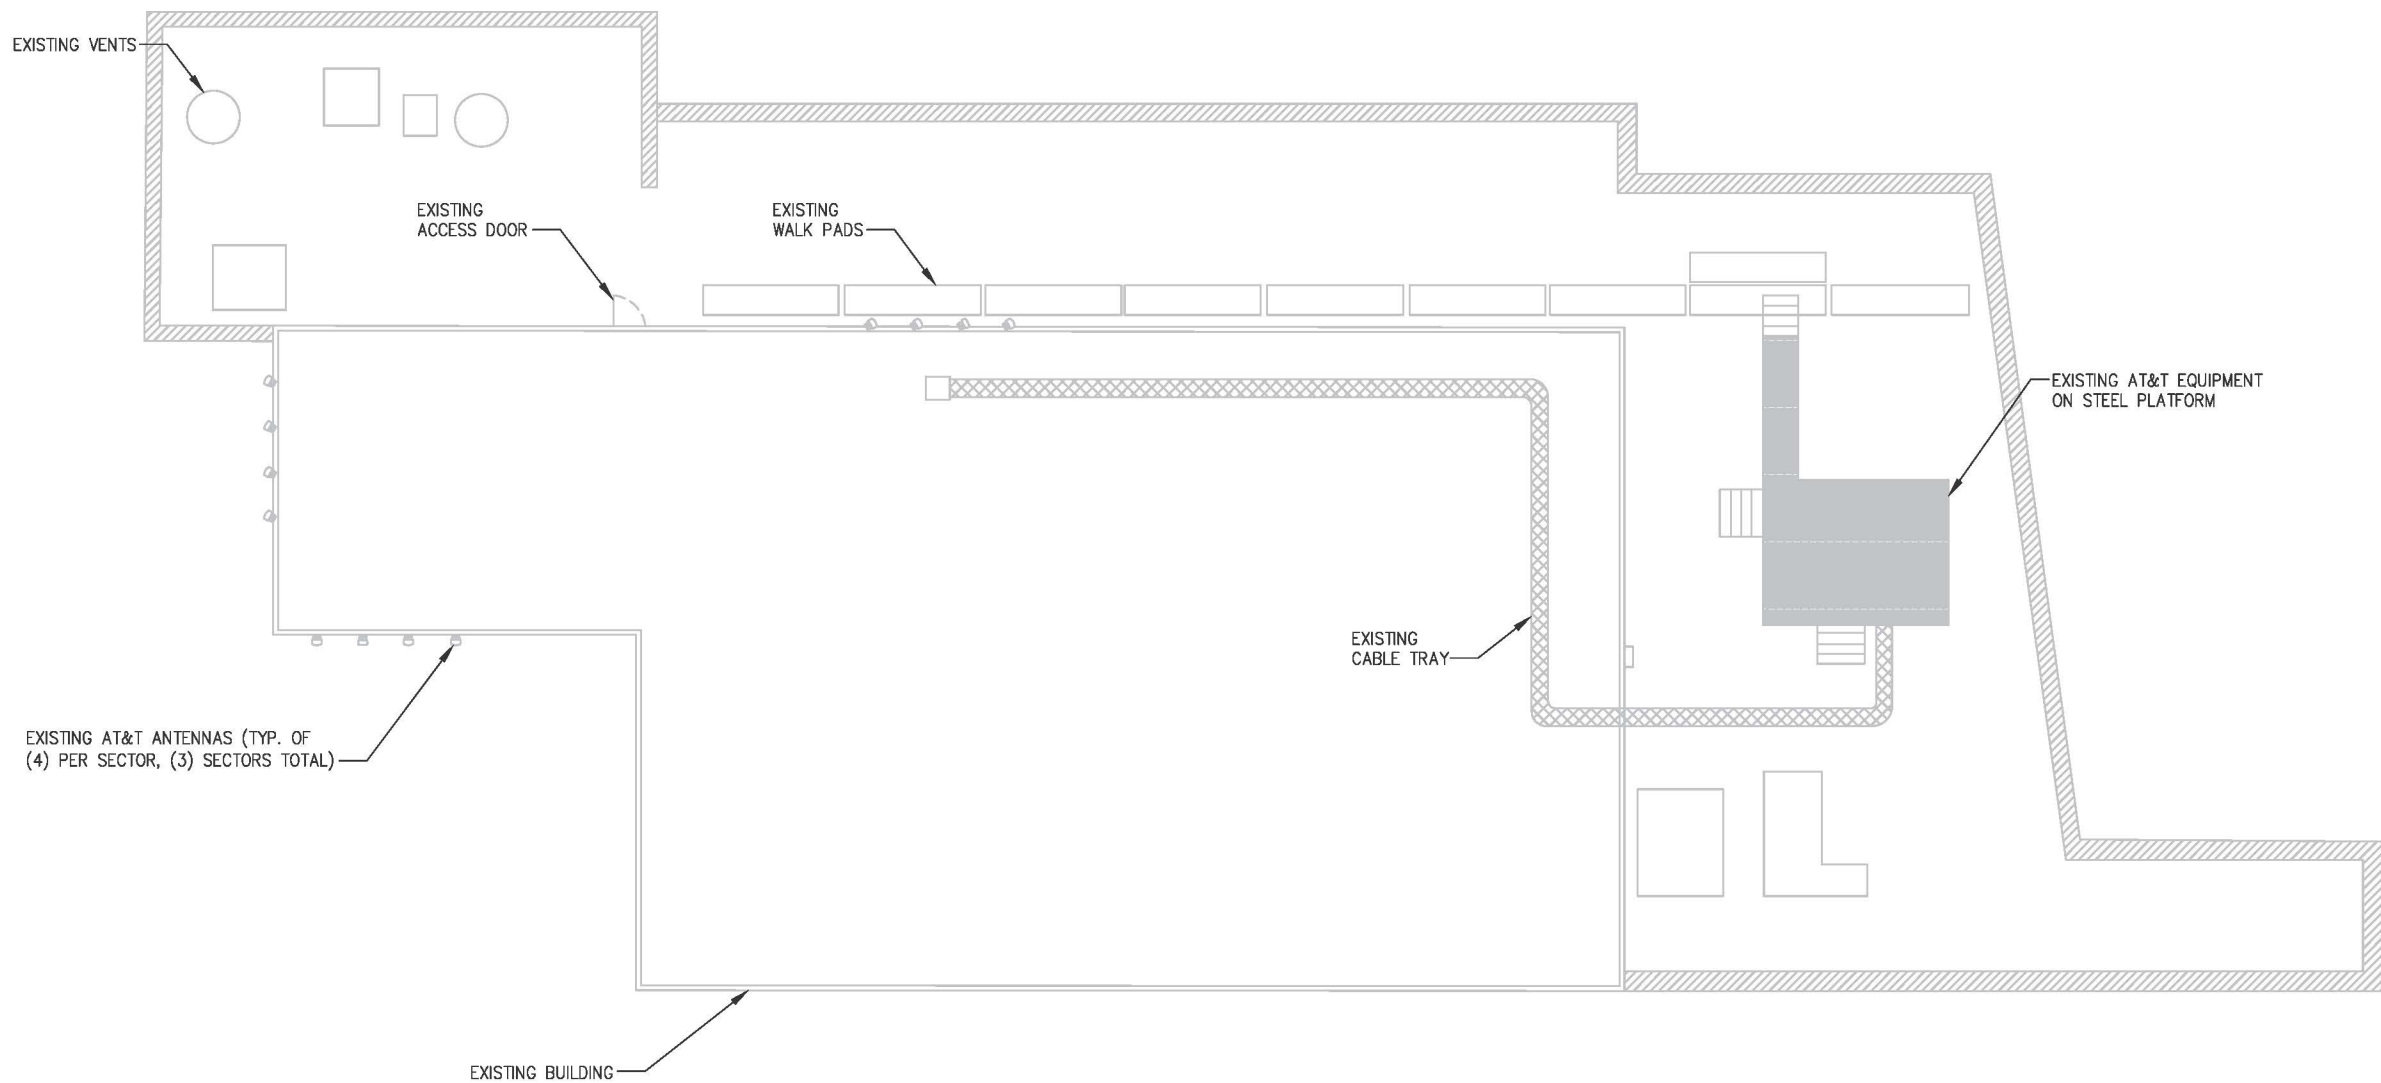 EXISTING VENTS
EXISTING
ACCESS DOOR
EXISTING
WALK PADS
EXISTING AT&T EQUIPMENT
ON STEEL PLATFORM
EXISTING
CABLE TRAY
EXISTING AT&T ANTENNAS (TYP. OF
(4) PER SECTOR, (3) SECTORS TOTAL)
EXISTING BUILDING